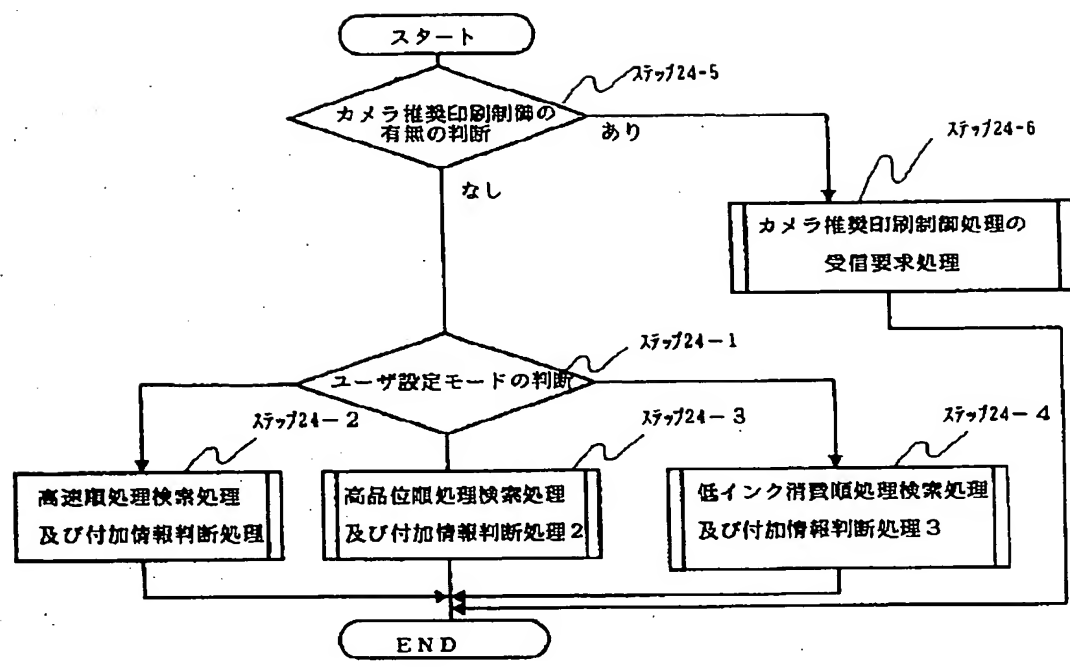 スタート
ステップ24-5
カメラ推奨印刷制御の
有無の判断
あり
ステップ24-6
なし
カメラ推奨印刷制御処理の
受信要求処理
ステップ24-1
ユーザ設定モードの判断
ステップ24-2
ステップ24-3
ステップ24-4
高速順処理検索処理
及び付加情報判断処理
高品位順処理検索処理
及び付加情報判断処理2
低インク消費順処理検索処理
及び付加情報判断処理3
END